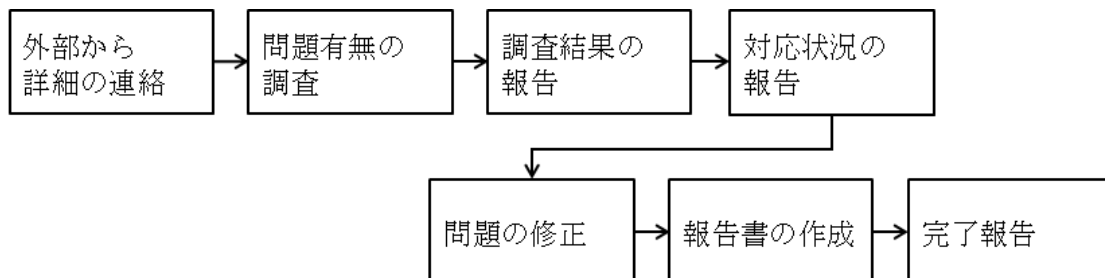 外部から
詳細の連絡
問題有無の
調査
調査結果の
報告
対応状況の
報告
問題の修正
報告書の作成
完了報告